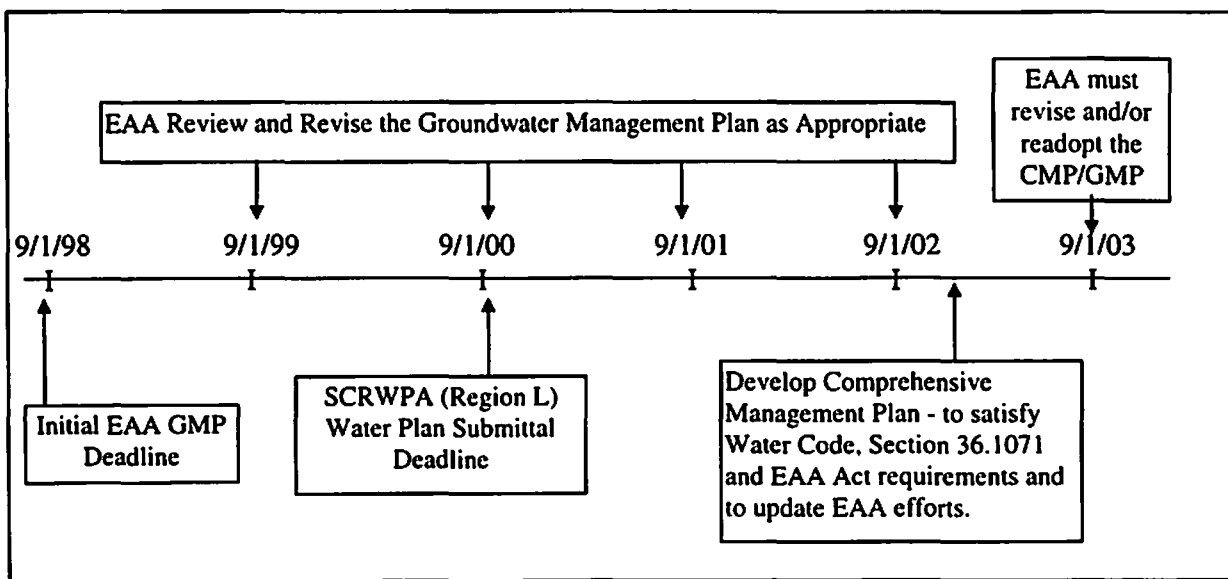 EAA must
revise and/or
readopt the
CMP/GMP
EAA Review and Revise the Groundwater Management Plan as Appropriate
9/1/98 9/1/99 9/1/00 9/1/01 9/1/02 9/1/03
Initial EAA GMP
Deadline
SCRWPA (Region L)
Water Plan Submittal
Deadline
Develop Comprehensive
Management Plan - to satisfy
Water Code, Section 36.1071
and EAA Act requirements and
to update EAA efforts.